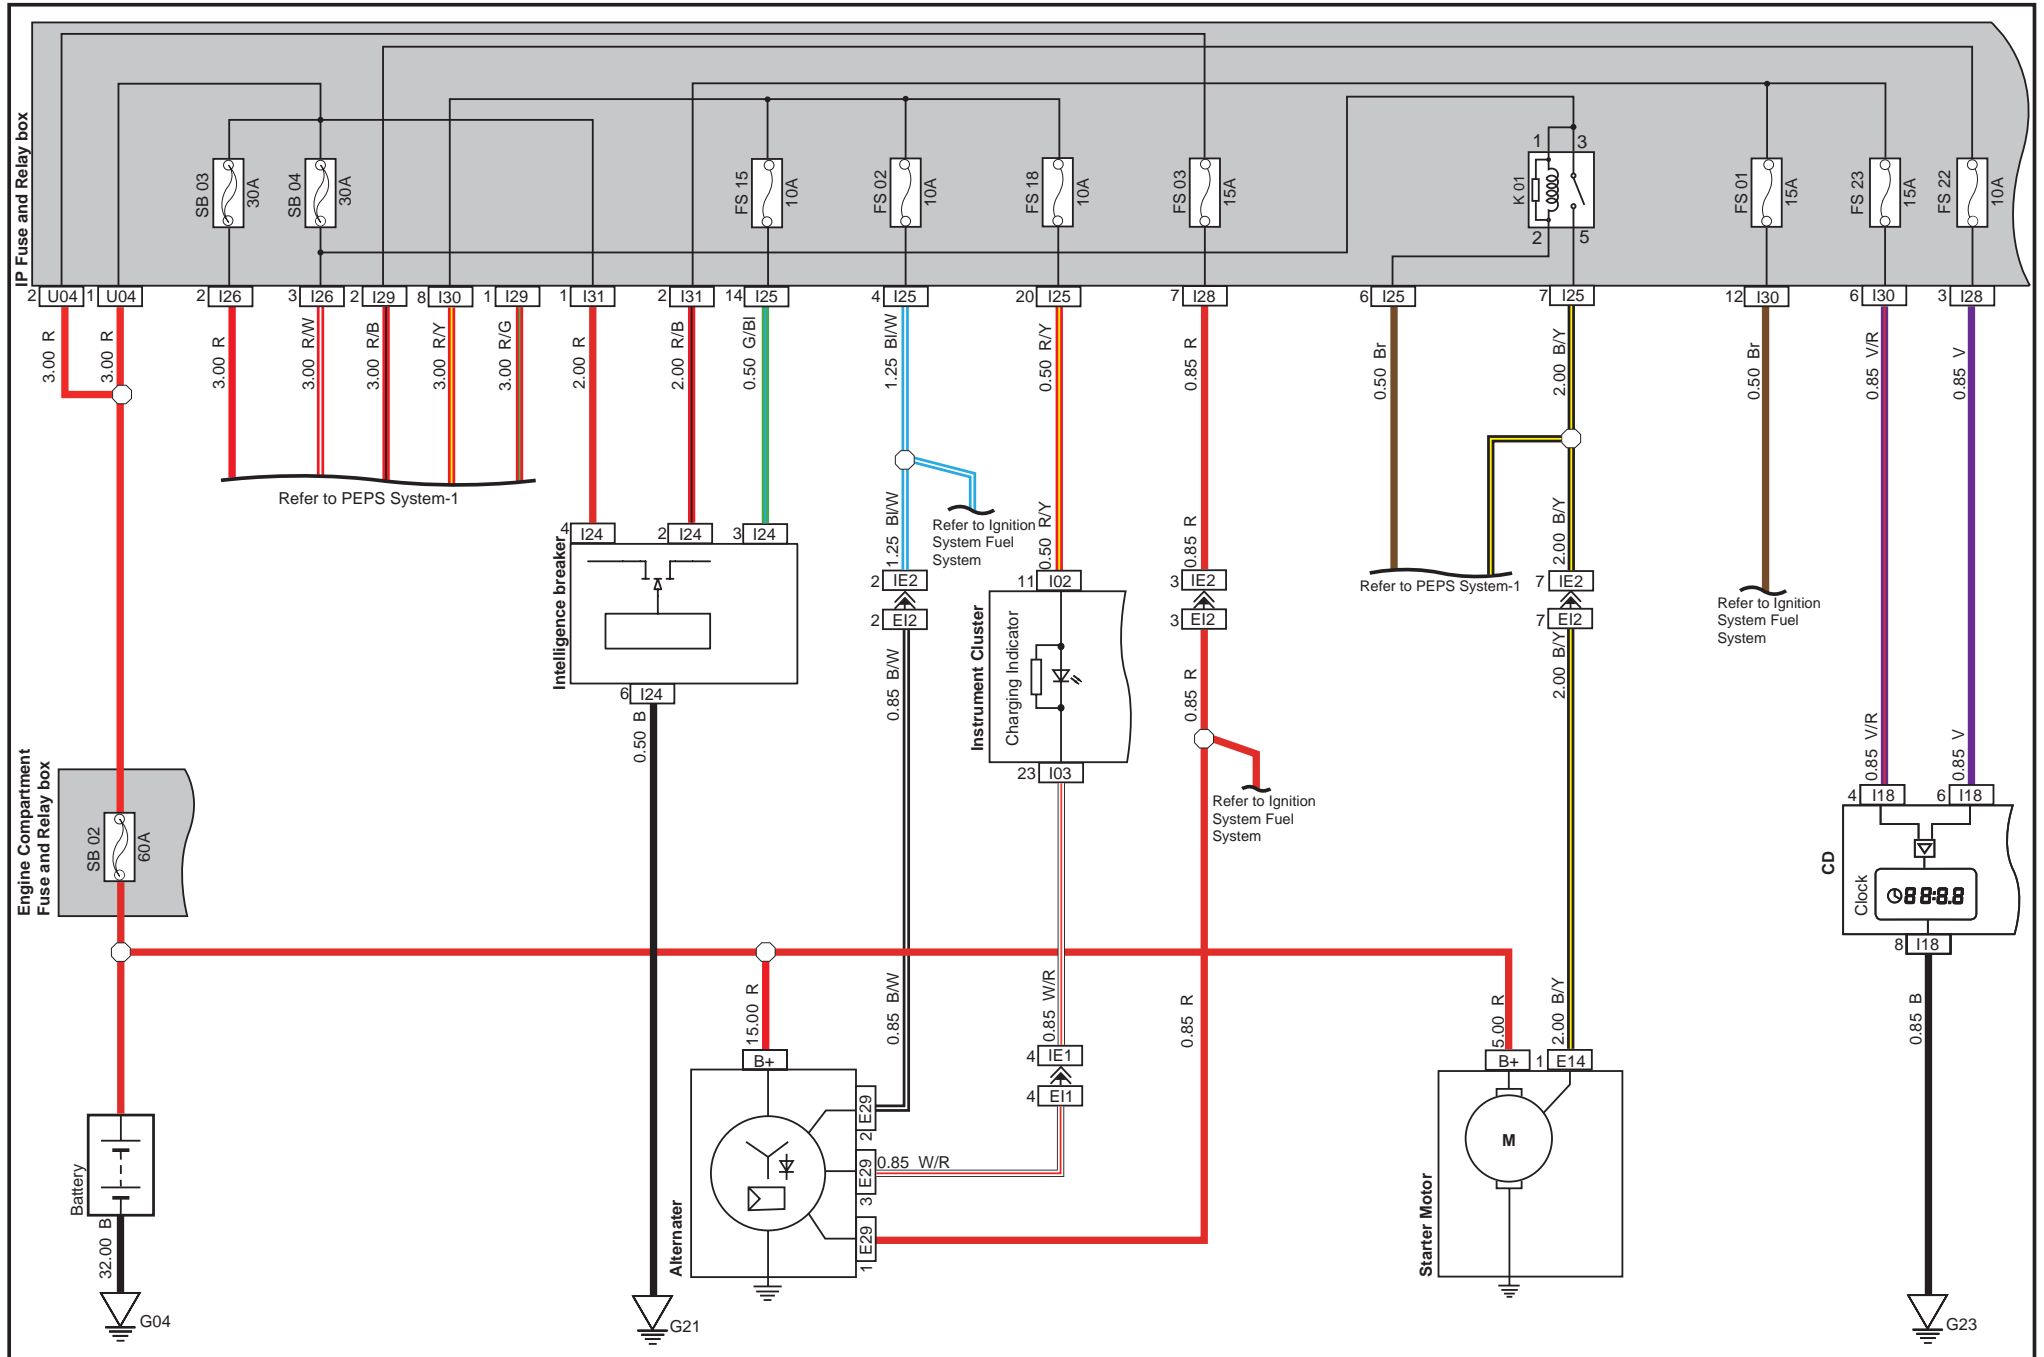 IP Fuse and Relay box
SB 03
30A
SB 04
30A
FS 15
10A
FS 02
10A
FS 18
10A
FS 03
15A
1
3
K 01
2
5
FS 01
15A
FS 23
15A
FS 22
10A
2 U04
1 U04
2 I26
3 I26
2 I29
8 I30
1 I29
1 I31
2 I31
14 I25
4 I25
20 I25
7 I28
6 I25
7 I25
12 I30
6 I30
3 I28
3.00 R
3.00 R
3.00 R
3.00 R/W
3.00 R/B
3.00 R/Y
3.00 R/G
2.00 R
2.00 R/B
0.50 G/Bl
1.25 Bl/W
0.50 R/Y
0.85 R
0.50 Br
2.00 B/Y
0.50 Br
0.85 V/R
0.85 V
Refer to PEPS System-1
1.25 Bl/W
Refer to Ignition
System Fuel
System
0.50 R/Y
0.85 R
2.00 B/Y
4 I24
2 I24
3 I24
Intelligence breaker
6 I24
0.50 B
2 IE2
2 EI2
0.85 B/W
11 I02
Instrument Cluster
Charging Indicator
23 I03
3 IE2
3 EI2
0.85 R
Refer to Ignition
System Fuel
System
Refer to PEPS System-1
7 IE2
7 EI2
2.00 B/Y
Refer to Ignition
System Fuel
System
0.85 V/R
0.85 V
4 I18
6 I18
CD
Clock
88:8.8
8 I18
0.85 B
Engine Compartment
Fuse and Relay box
SB 02
60A
15.00 R
0.85 B/W
0.85 W/R
0.85 R
5.00 R
2.00 B/Y
4 IE1
4 EI1
B+
E29
2
E29
3
0.85 W/R
E29
1
Alternater
B+
1 E14
M
Starter Motor
Battery
32.00 B
G04
G21
G23